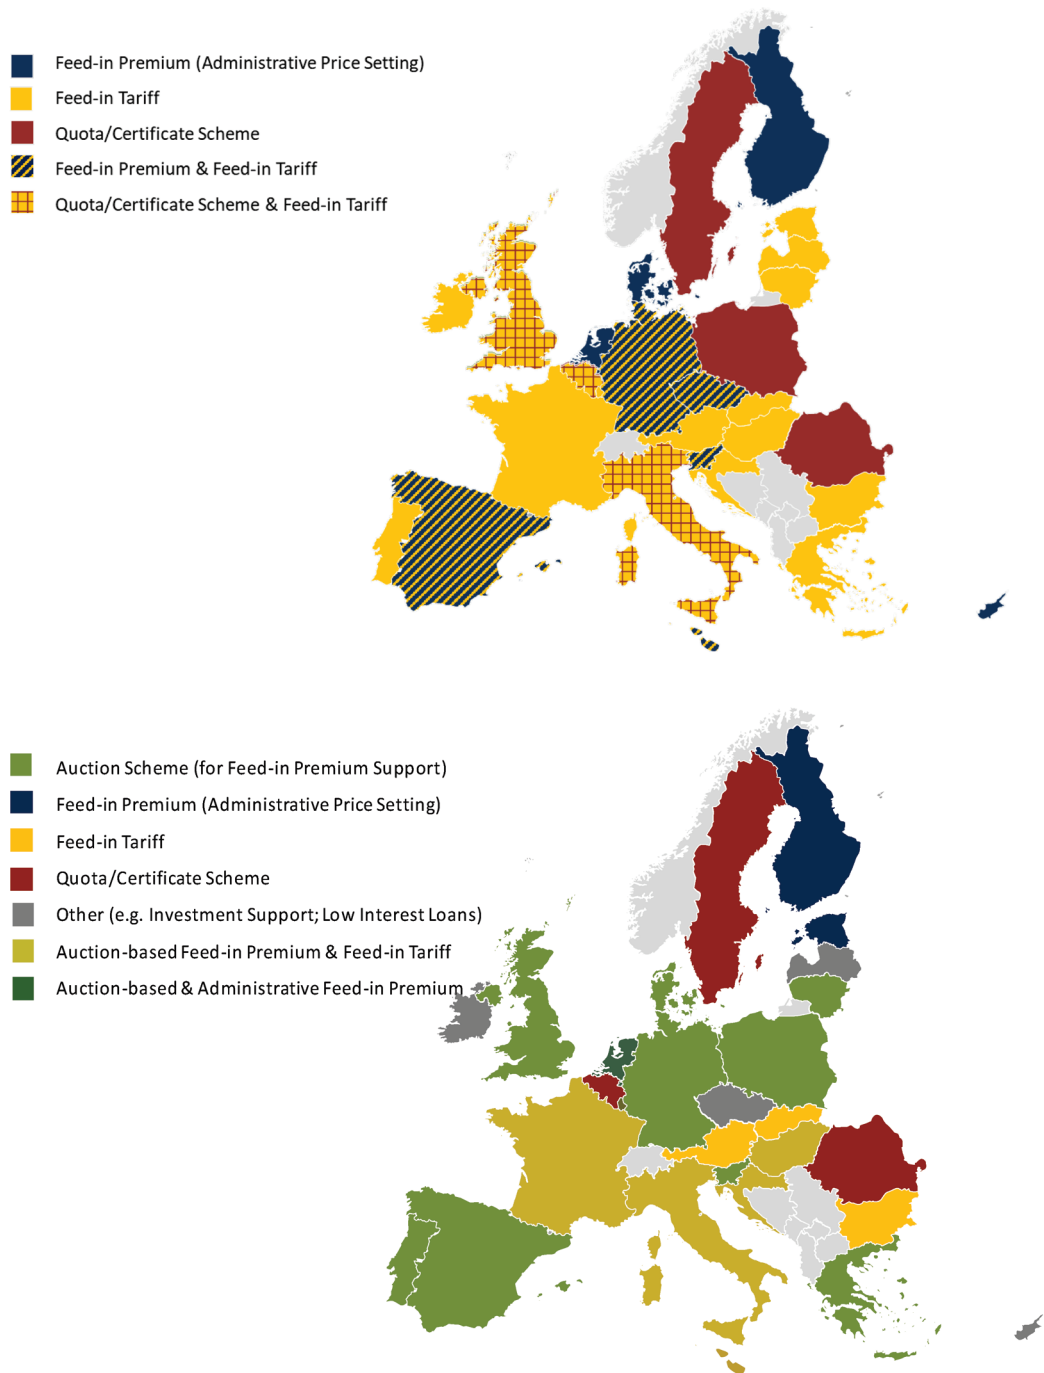 Feed-in Premium (Administrative Price Setting)
Feed-in Tariff
Quota/Certificate Scheme
Feed-in Premium & Feed-in Tariff
Quota/Certificate Scheme & Feed-in Tariff
Auction Scheme (for Feed-in Premium Support)
Feed-in Premium (Administrative Price Setting)
Feed-in Tariff
Quota/Certificate Scheme
Other (e.g. Investment Support; Low Interest Loans)
Auction-based Feed-in Premium & Feed-in Tariff
Auction-based & Administrative Feed-in Premium